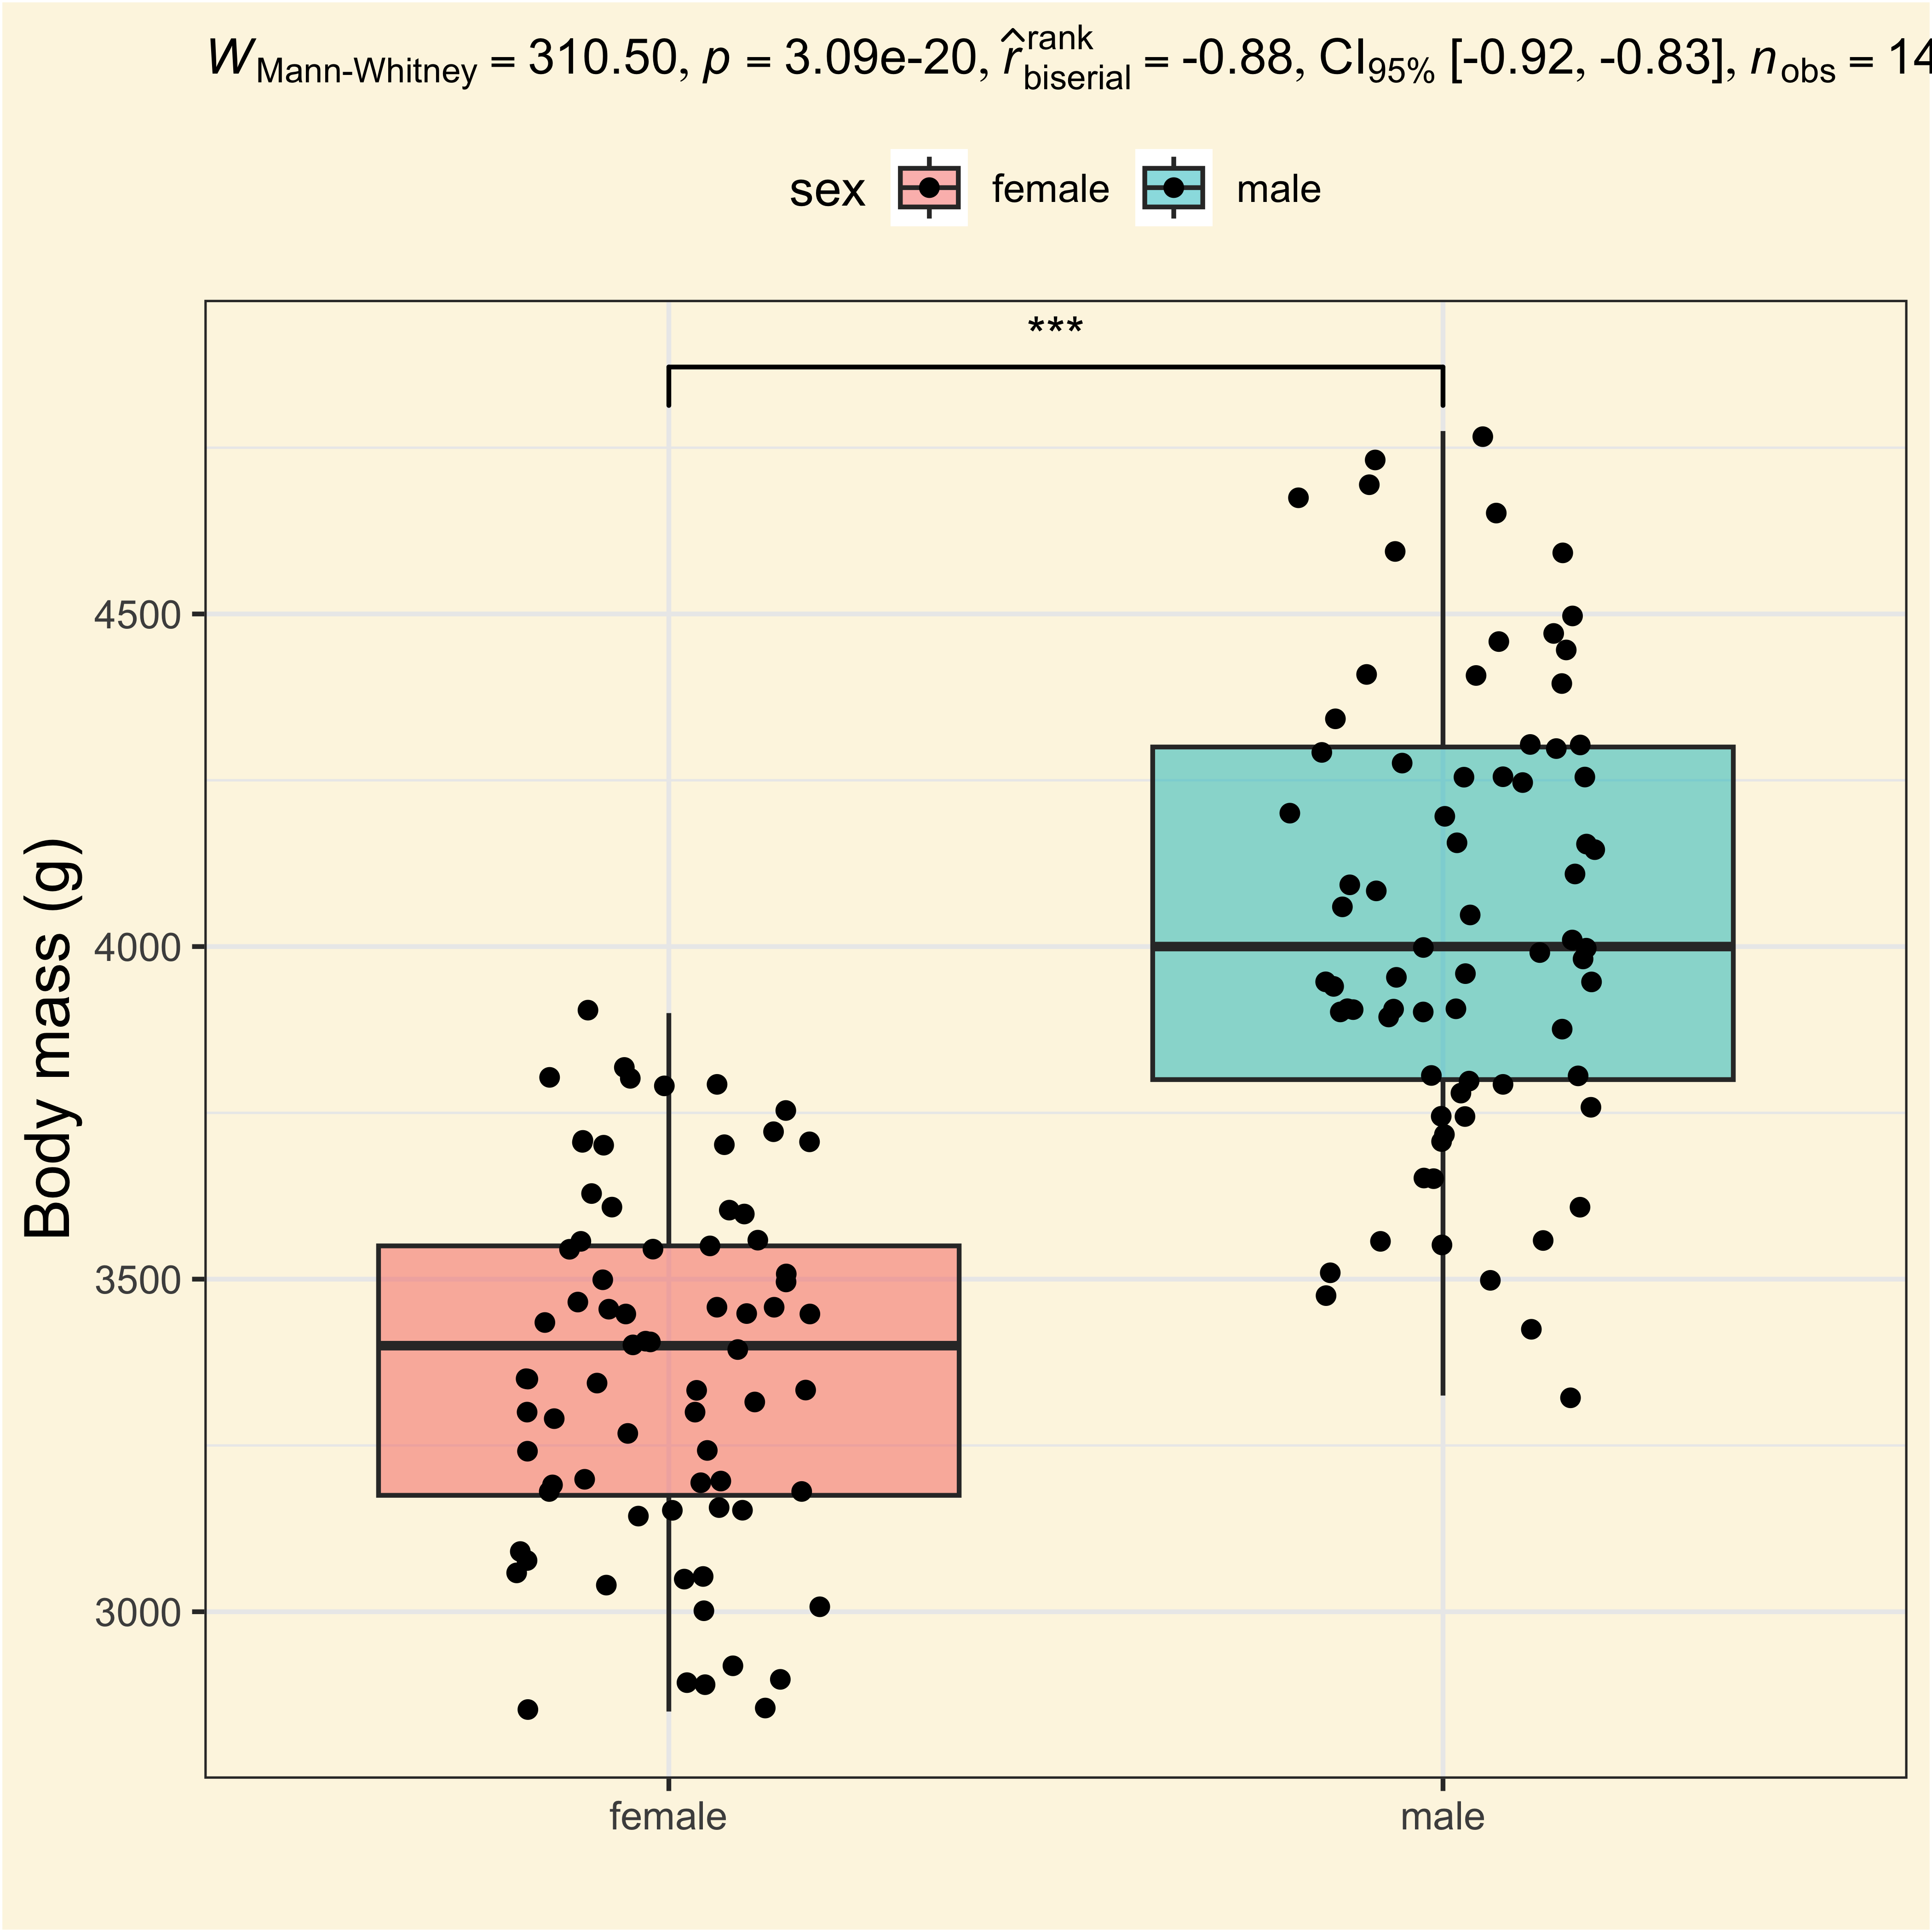 W Mann-Whitney = 310.50, p = 3.09e-20, r̂ rank biserial = -0.88, CI95% [-0.92, -0.83], n obs = 14
sex female male
***
4500
4000
3500
3000
Body mass (g)
female male